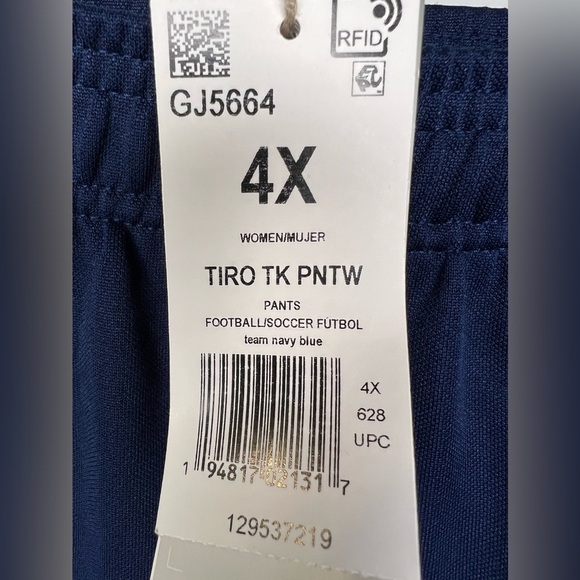 RFID
GJ5664
4X
WOMEN/MUJER
TIRO TK PNTW
PANTS
FOOTBALL/SOCCER FÚTBOL
team navy blue
4X
628
UPC
1 94817 02131 7
129537219